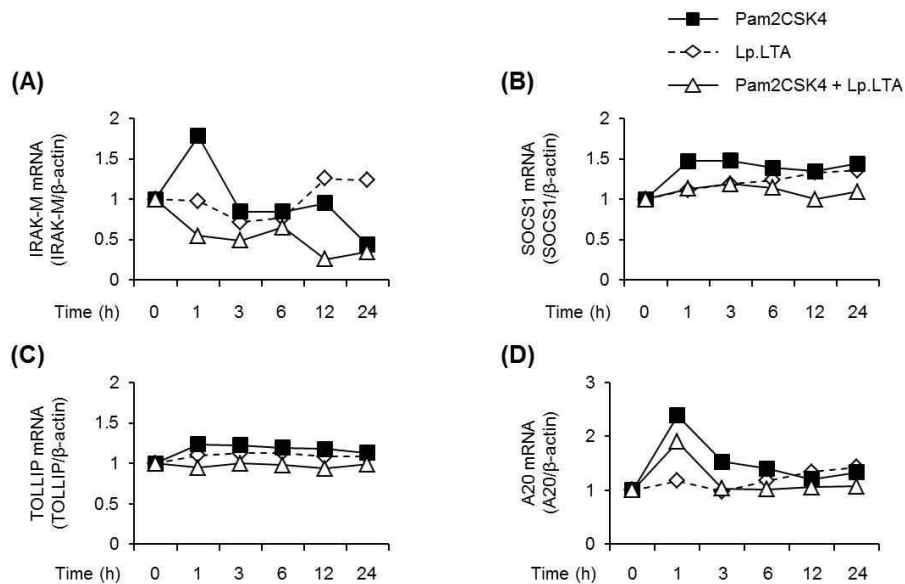 Pam2CSK4
Lp.LTA
Pam2CSK4 + Lp.LTA
(A)
IRAK-M mRNA
(IRAK-M/β-actin)
2
1.5
1
0.5
0
Time (h) 0 1 3 6 12 24
(B)
SOCS1 mRNA
(SOCS1/β-actin)
2
1.5
1
0.5
0
Time (h) 0 1 3 6 12 24
(C)
TOLLIP mRNA
(TOLLIP/β-actin)
2
1.5
1
0.5
0
Time (h) 0 1 3 6 12 24
(D)
A20 mRNA
(A20/β-actin)
3
2
1
0
Time (h) 0 1 3 6 12 24